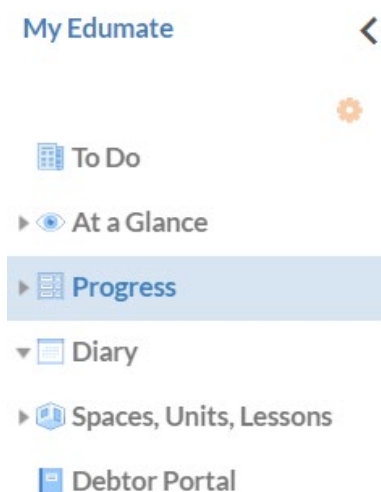 My Edumate
To Do
At a Glance
Progress
Diary
Spaces, Units, Lessons
Debtor Portal